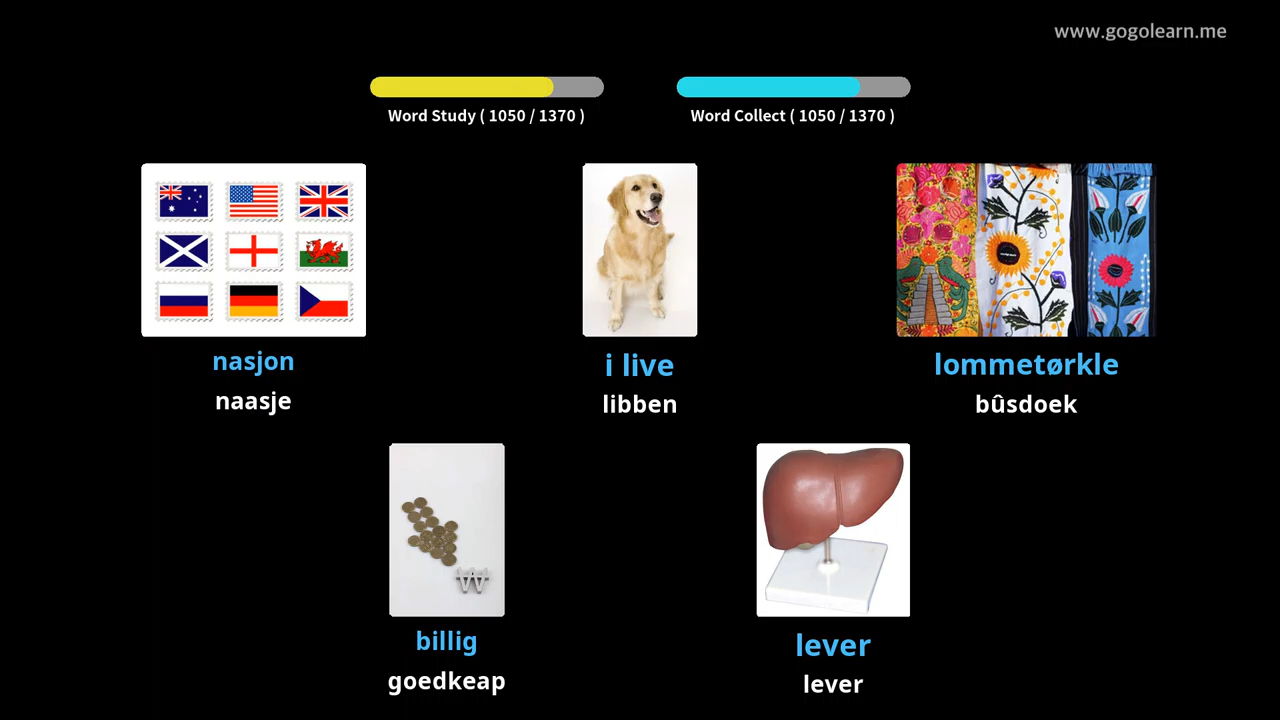 www.gogolearn.me
Word Study ( 1050 / 1370 )
Word Collect ( 1050 / 1370 )
nasjon
naasje
i live
libben
lommetørkle
bûsdoek
billig
goedkeap
lever
lever